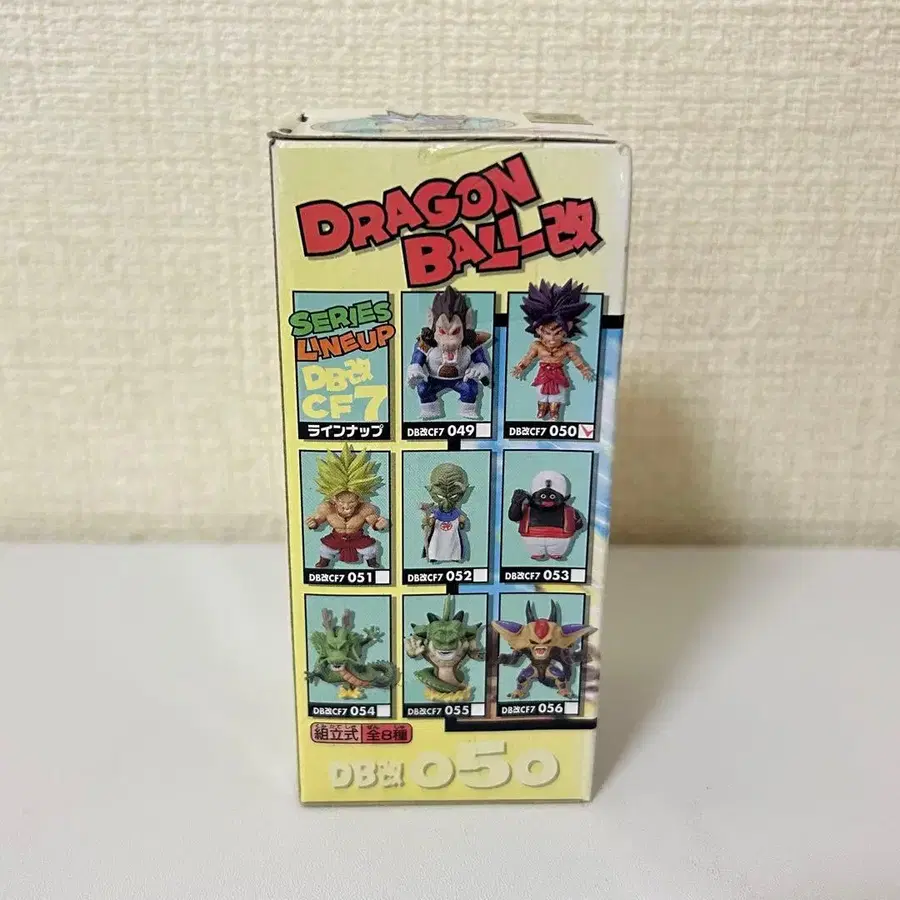 DRAGON
BALL改
SERIES
LINEUP
DB改
CF7
ラインナップ
DB改CF7 049
DB改CF7 050
DB改CF7 051
DB改CF7 052
DB改CF7 053
DB改CF7 054
DB改CF7 055
DB改CF7 056
組立式 全8種
DB改 050